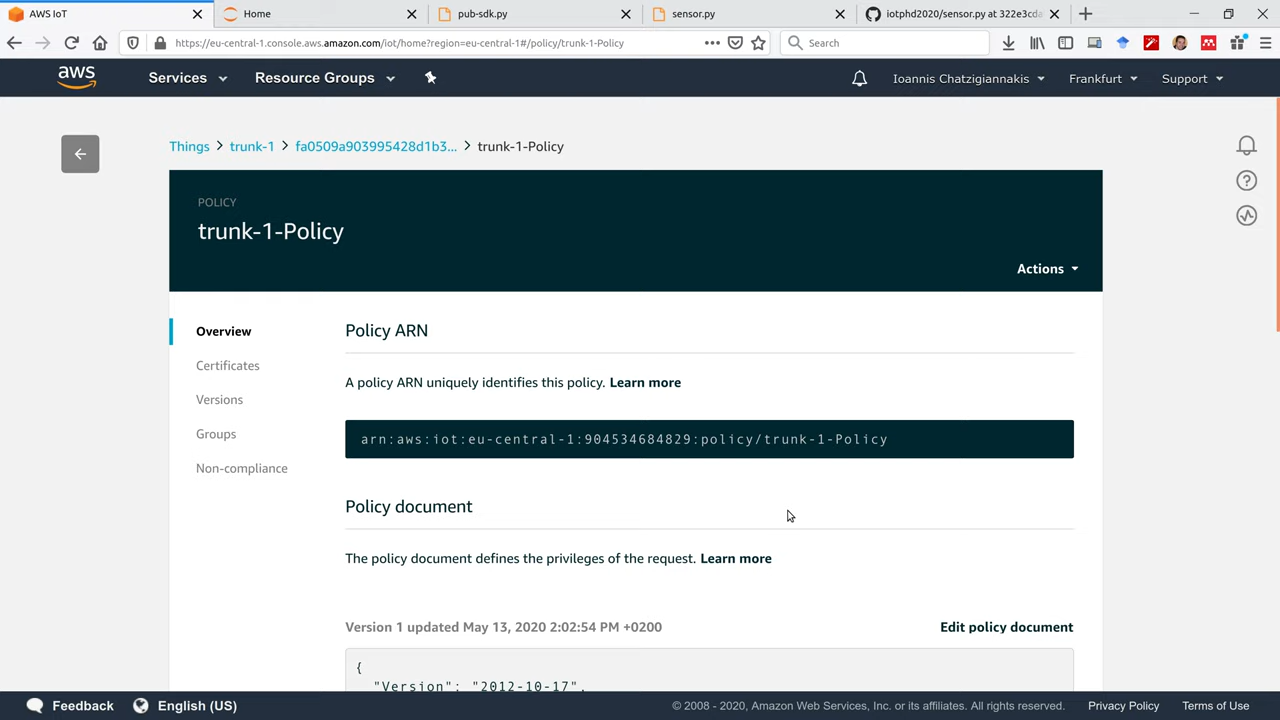 AWS IoT
Home
pub-sdk.py
sensor.py
iotphd2020/sensor.py at 322e3cda
https://eu-central-1.console.aws.amazon.com/iot/home?region=eu-central-1#/policy/trunk-1-Policy
Search
aws
Services
Resource Groups
Ioannis Chatzigiannakis
Frankfurt
Support
Things > trunk-1 > fa0509a903995428d1b3... > trunk-1-Policy
POLICY
trunk-1-Policy
Actions
Overview
Certificates
Versions
Groups
Non-compliance
Policy ARN
A policy ARN uniquely identifies this policy. Learn more
arn:aws:iot:eu-central-1:904534684829:policy/trunk-1-Policy
Policy document
The policy document defines the privileges of the request. Learn more
Version 1 updated May 13, 2020 2:02:54 PM +0200
Edit policy document
{
"Version": "2012-10-17",
Feedback
English (US)
© 2008 - 2020, Amazon Web Services, Inc. or its affiliates. All rights reserved.
Privacy Policy
Terms of Use